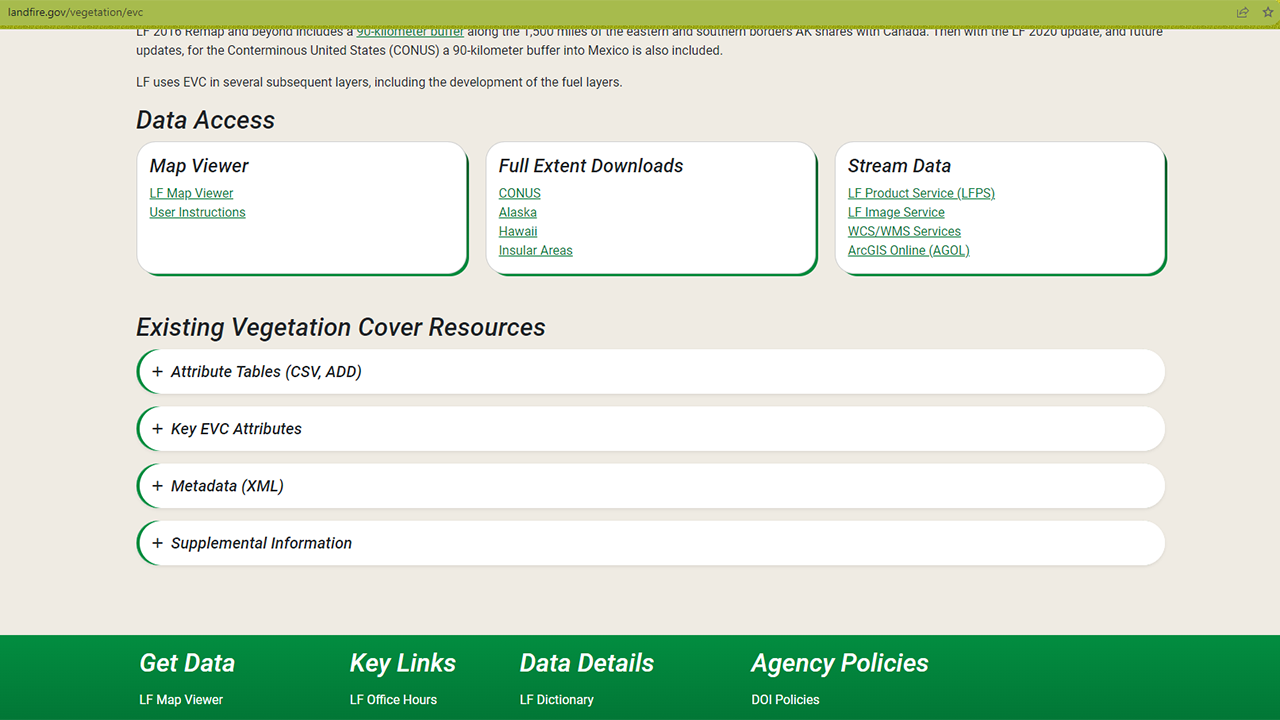 landfire.gov/vegetation/evc
LF 2016 Remap and beyond includes a 90-kilometer buffer along the 1,500 miles of the eastern and southern borders AK shares with Canada. Then with the LF 2020 update, and future
updates, for the Conterminous United States (CONUS) a 90-kilometer buffer into Mexico is also included.
LF uses EVC in several subsequent layers, including the development of the fuel layers.
Data Access
Map Viewer
LF Map Viewer
User Instructions
Full Extent Downloads
CONUS
Alaska
Hawaii
Insular Areas
Stream Data
LF Product Service (LFPS)
LF Image Service
WCS/WMS Services
ArcGIS Online (AGOL)
Existing Vegetation Cover Resources
+ Attribute Tables (CSV, ADD)
+ Key EVC Attributes
+ Metadata (XML)
+ Supplemental Information
Get Data
LF Map Viewer
Key Links
LF Office Hours
Data Details
LF Dictionary
Agency Policies
DOI Policies